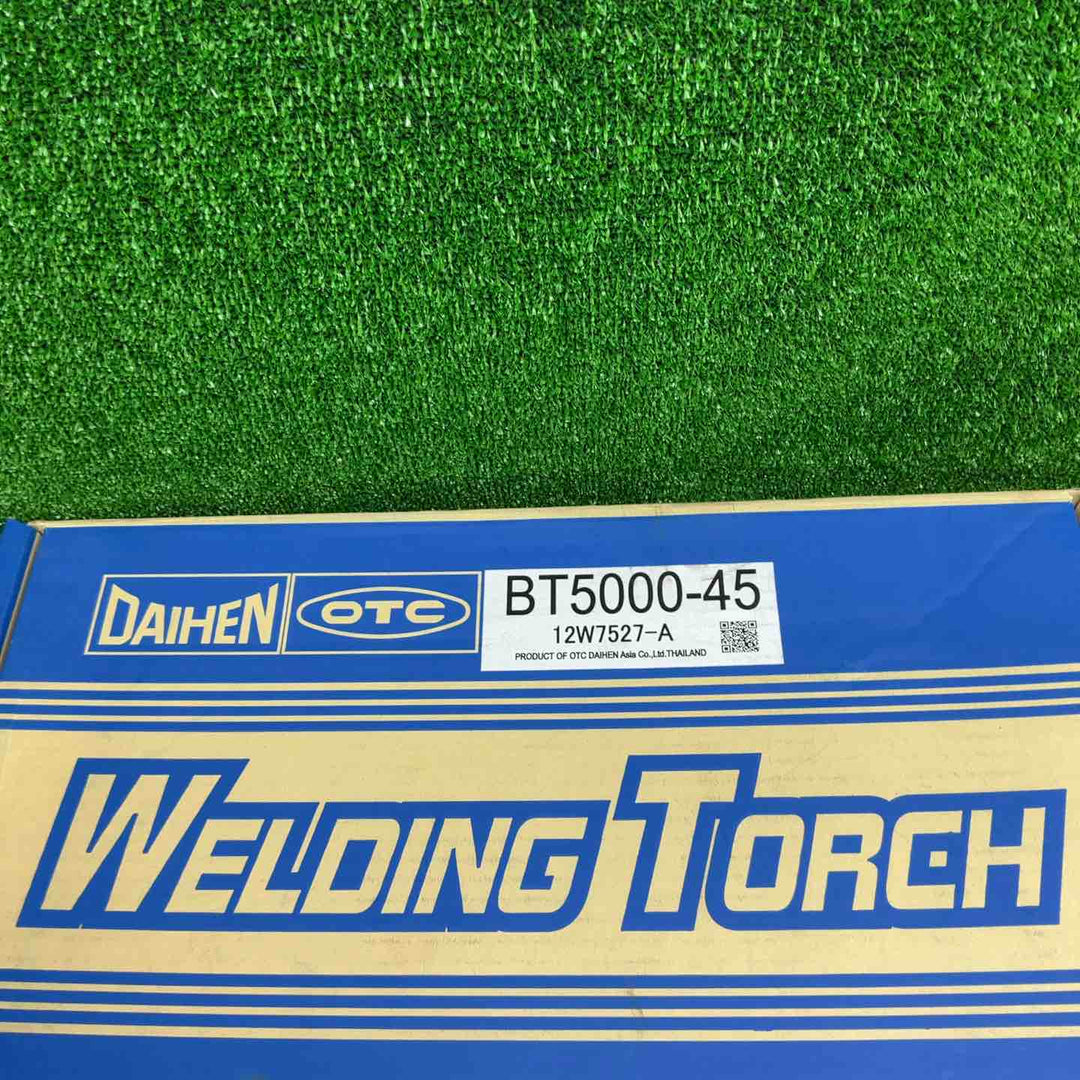 DAIHEN OTC BT5000-45
12W7527-A
PRODUCT OF OTC DAIHEN Asia Co.,Ltd.THAILAND
WELDING TORCH